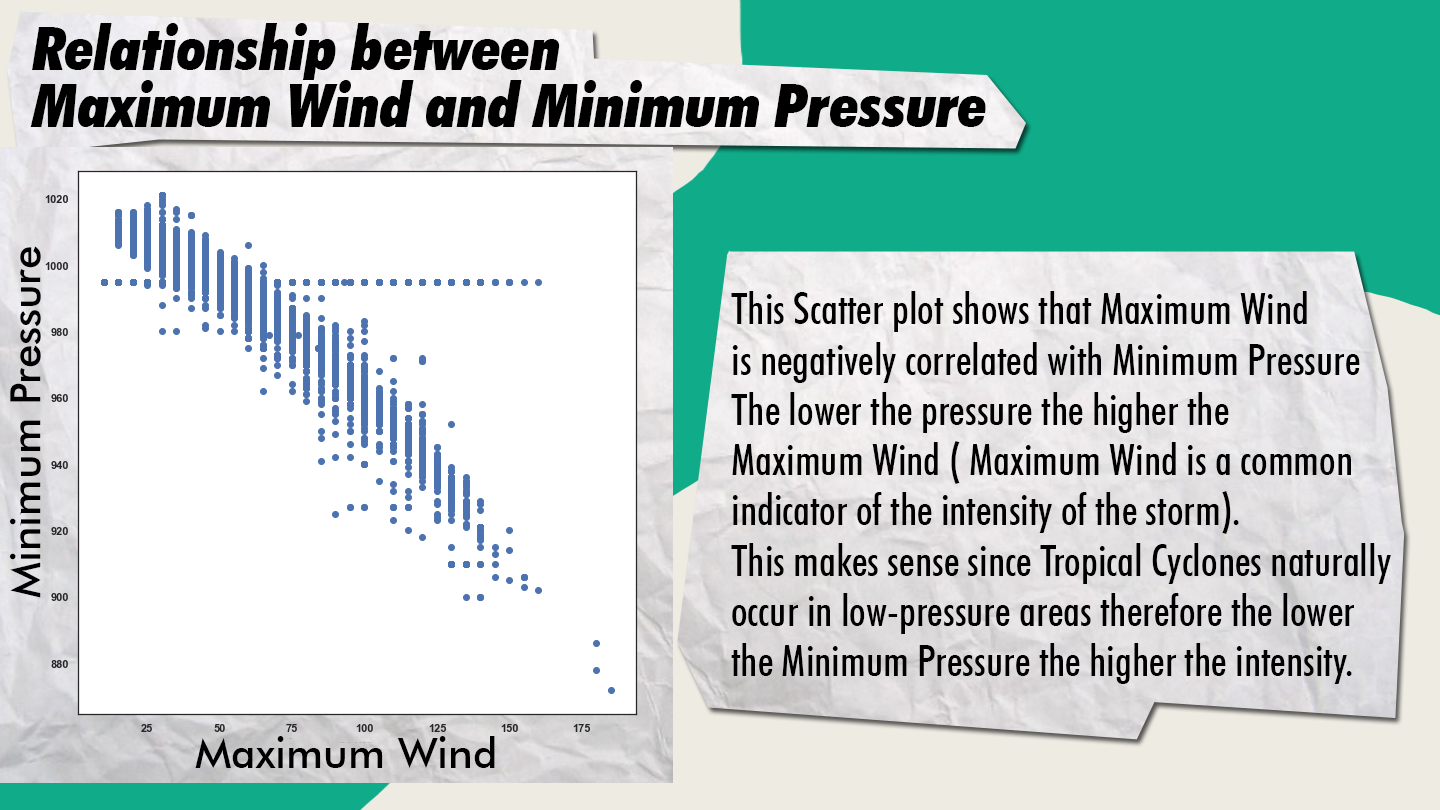 Relationship between
Maximum Wind and Minimum Pressure
Minimum Pressure
1020
1000
980
960
940
920
900
880
25 50 75 100 125 150 175
Maximum Wind
This Scatter plot shows that Maximum Wind
is negatively correlated with Minimum Pressure
The lower the pressure the higher the
Maximum Wind ( Maximum Wind is a common
indicator of the intensity of the storm).
This makes sense since Tropical Cyclones naturally
occur in low-pressure areas therefore the lower
the Minimum Pressure the higher the intensity.